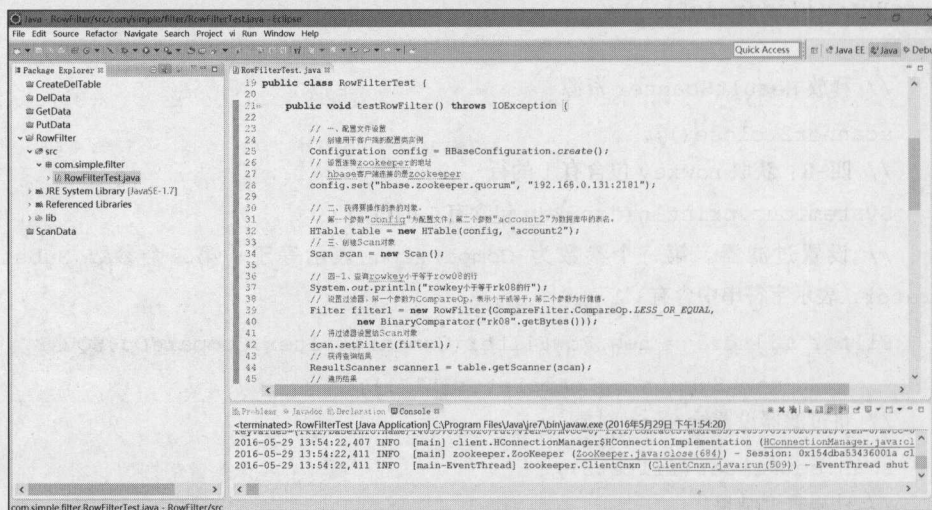 Java - RowFilter/src/com/simple/filter/RowFilterTest.java - Eclipse
File Edit Source Refactor Navigate Search Project vi Run Window Help
Quick Access
Java EE
Java
Debu
Package Explorer
CreateDelTable
DelData
GetData
PutData
RowFilter
src
com.simple.filter
RowFilterTest.java
JRE System Library [JavaSE-1.7]
Referenced Libraries
lib
ScanData
RowFilterTest.java
19 public class RowFilterTest {
20
21 public void testRowFilter() throws IOException {
22
23 // 一、配置文件设置
24 // 创建用于客户端的配置类实例
25 Configuration config = HBaseConfiguration.create();
26 // 设置连接zookeeper的地址
27 // hbase客户端连接的是zookeeper
28 config.set("hbase.zookeeper.quorum", "192.168.0.131:2181");
29
30 // 二、获得要操作的表的对象。
31 // 第一个参数"config"为配置文件；第二个参数"account2"为数据库中的表名。
32 HTable table = new HTable(config, "account2");
33 // 三、创建Scan对象
34 Scan scan = new Scan();
35
36 // 四-1、查询rowkey小于等于row08的行
37 System.out.println("rowkey小于等于rk08的行");
38 // 设置过滤器，第一个参数为CompareOp，表示小于或等于；第二个参数为行键值。
39 Filter filter1 = new RowFilter(CompareFilter.CompareOp.LESS_OR_EQUAL,
40 new BinaryComparator("rk08".getBytes()));
41 // 将过滤器设置给Scan对象
42 scan.setFilter(filter1);
43 // 获得查询结果
44 ResultScanner scanner1 = table.getScanner(scan);
45 // 遍历结果
Problems Javadoc Declaration Console
<terminated> RowFilterTest [Java Application] C:\Program Files\Java\jre7\bin\javaw.exe (2016年5月29日 下午1:54:20)
2016-05-29 13:54:22,407 INFO [main] client.HConnectionManager$HConnectionImplementation (HConnectionManager.java:cl
2016-05-29 13:54:22,411 INFO [main] zookeeper.ZooKeeper (ZooKeeper.java:close(684)) - Session: 0x154dba53436001a cl
2016-05-29 13:54:22,411 INFO [main-EventThread] zookeeper.ClientCnxn (ClientCnxn.java:run(509)) - EventThread shut
com.simple.filter.RowFilterTest.java - RowFilter/src